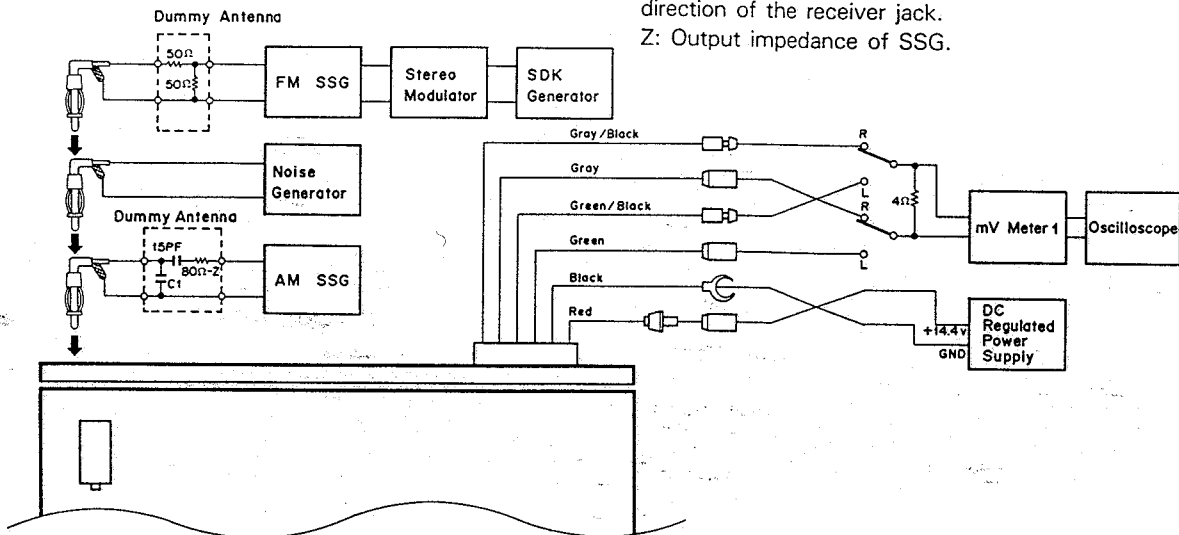 direction of the receiver jack.
Z: Output impedance of SSG.
Dummy Antenna
50Ω
50Ω
FM SSG
Stereo
Modulator
SDK
Generator
Noise
Generator
Dummy Antenna
15PF
80Ω-Z
C1
AM SSG
Gray/Black
Gray
Green/Black
Green
Black
Red
R
L
R
L
4Ω
mV Meter 1
Oscilloscope
+14.4v
GND
DC
Regulated
Power
Supply